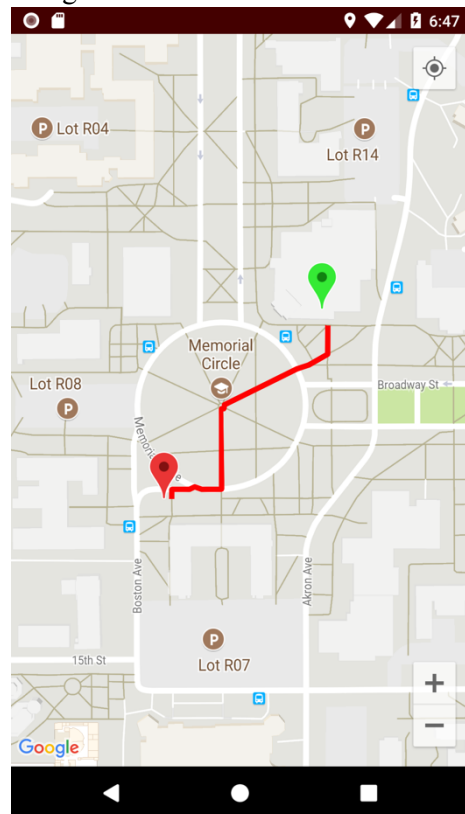 6:47
P Lot R04
P
Lot R14
Memorial
Circle
Lot R08
P
Broadway St
Boston Ave
Akron Ave
P
Lot R07
15th St
+
−
Google